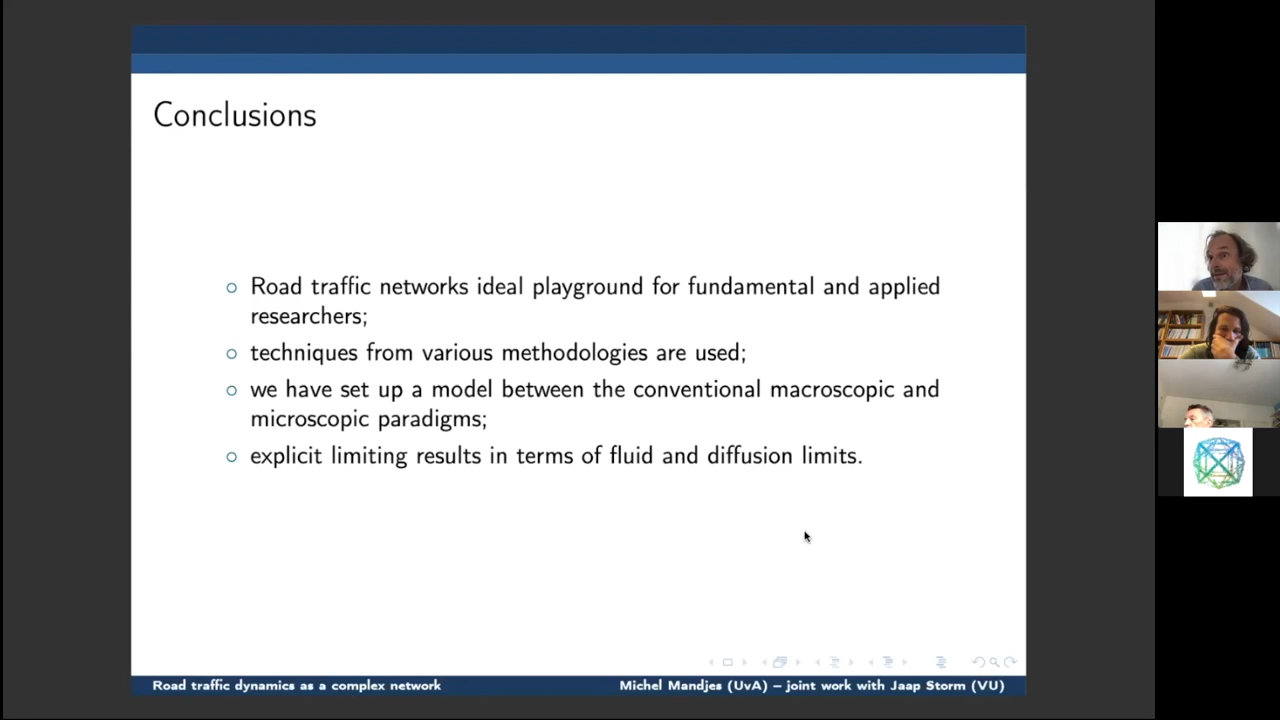 Conclusions
Road traffic networks ideal playground for fundamental and applied
researchers;
techniques from various methodologies are used;
we have set up a model between the conventional macroscopic and
microscopic paradigms;
explicit limiting results in terms of fluid and diffusion limits.
Road traffic dynamics as a complex network
Michel Mandjes (UvA) – joint work with Jaap Storm (VU)